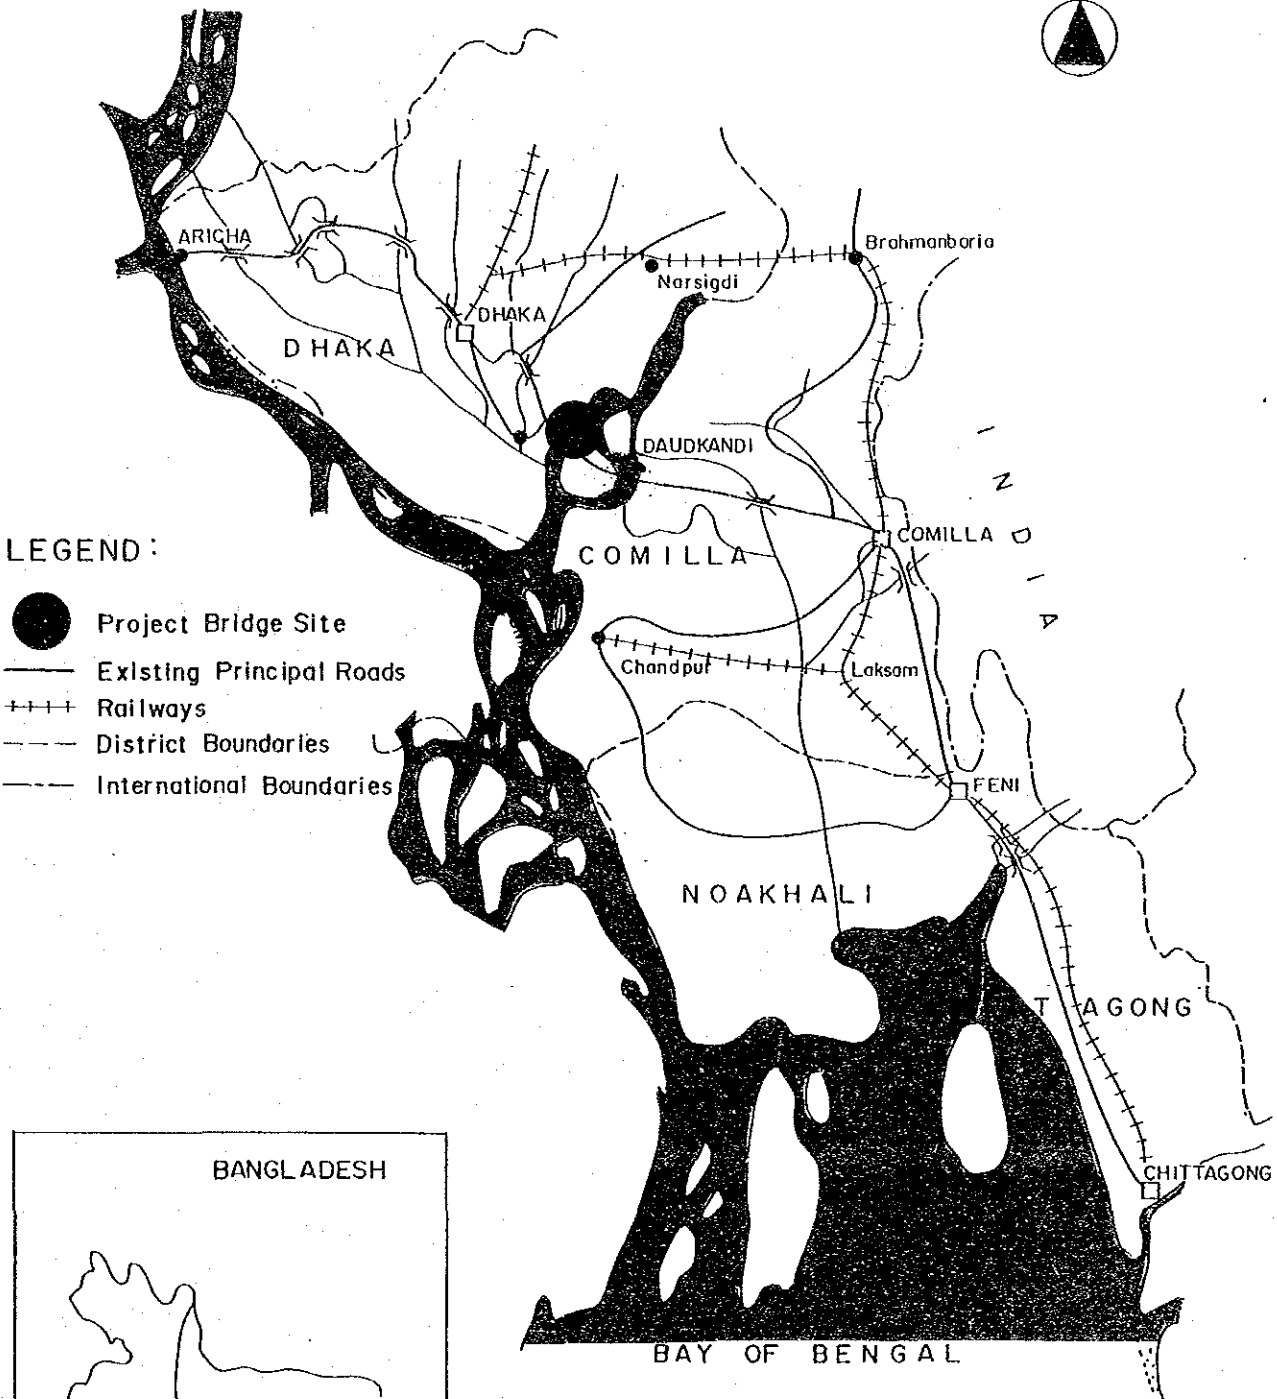 ARICHA
Brahmanbaria
Narsigdi
DHAKA
DHAKA
DAUDKANDI
INDIA
COMILLA
COMILLA
LEGEND:
Project Bridge Site
Existing Principal Roads
Railways
District Boundaries
International Boundaries
Chandpur
Laksam
FENI
NOAKHALI
T AGONG
BANGLADESH
CHITTAGONG
BAY OF BENGAL